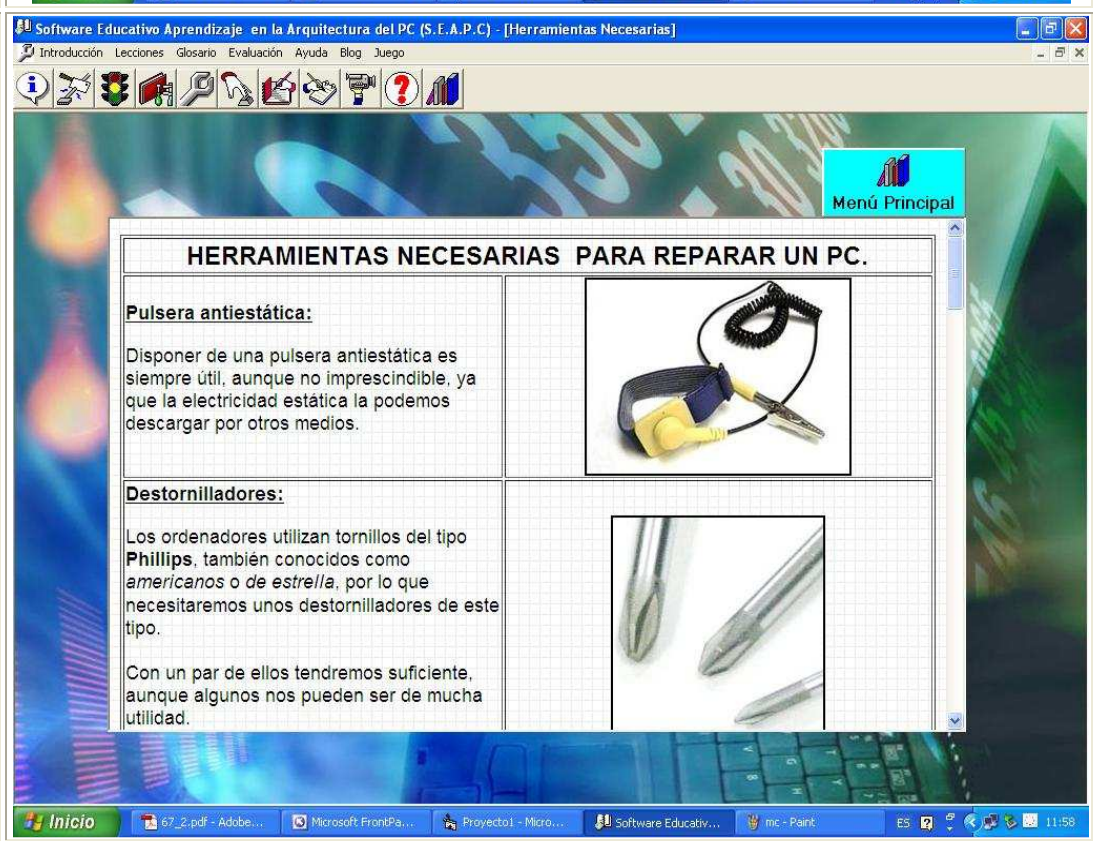 Software Educativo Aprendizaje en la Arquitectura del PC (S.E.A.P.C) - [Herramientas Necesarias]
Introducción Lecciones Glosario Evaluación Ayuda Blog Juego
Menú Principal
HERRAMIENTAS NECESARIAS PARA REPARAR UN PC.
Pulsera antiestática:
Disponer de una pulsera antiestática es
siempre útil, aunque no imprescindible, ya
que la electricidad estática la podemos
descargar por otros medios.
Destornilladores:
Los ordenadores utilizan tornillos del tipo
Phillips, también conocidos como
americanos o de estrella, por lo que
necesitaremos unos destornilladores de este
tipo.
Con un par de ellos tendremos suficiente,
aunque algunos nos pueden ser de mucha
utilidad.
Inicio 67_2.pdf - Adobe... Microsoft FrontPa... Proyecto1 - Micro... Software Educativ... mc - Paint ES 11:58